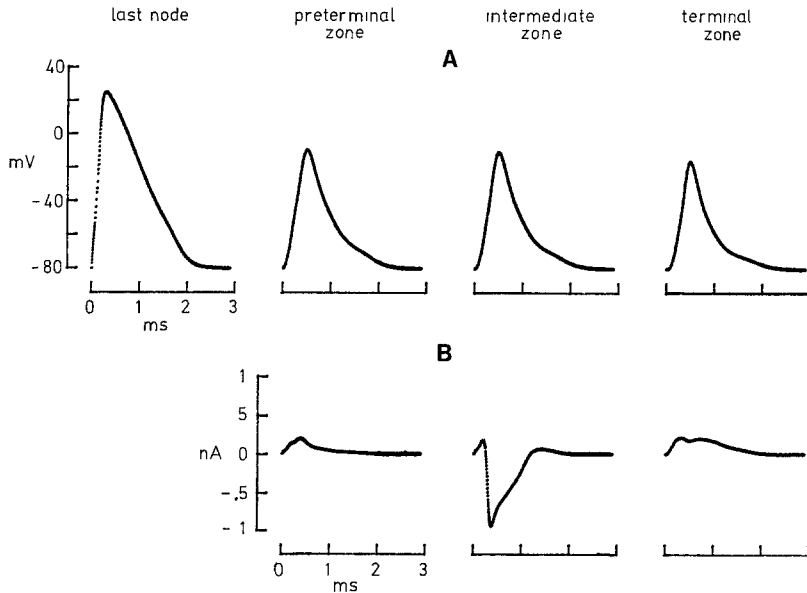 last node
preterminal zone
intermediate zone
terminal zone
A
40
0
mV
-40
-80
0 1 2 3
ms
B
1
5
nA 0
-.5
-1
0 1 2 3
ms